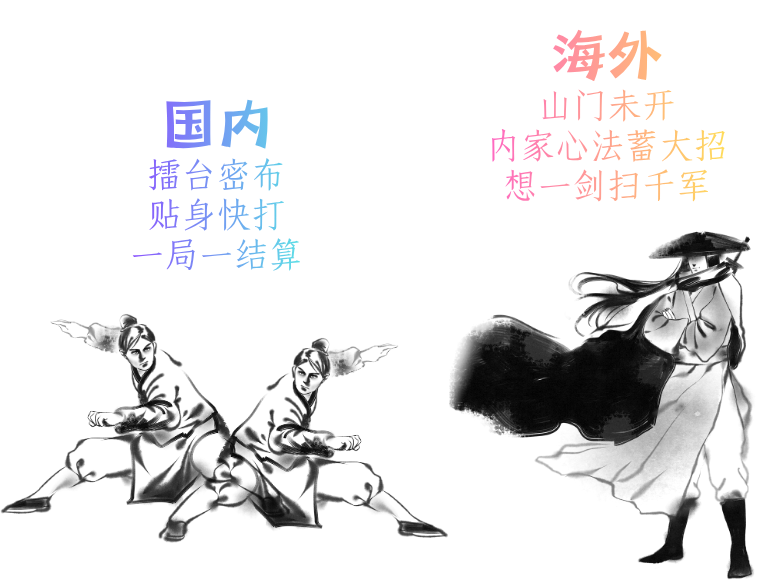 国内
擂台密布
贴身快打
一局一结算
海外
山门未开
内家心法蓄大招
想一剑扫千军